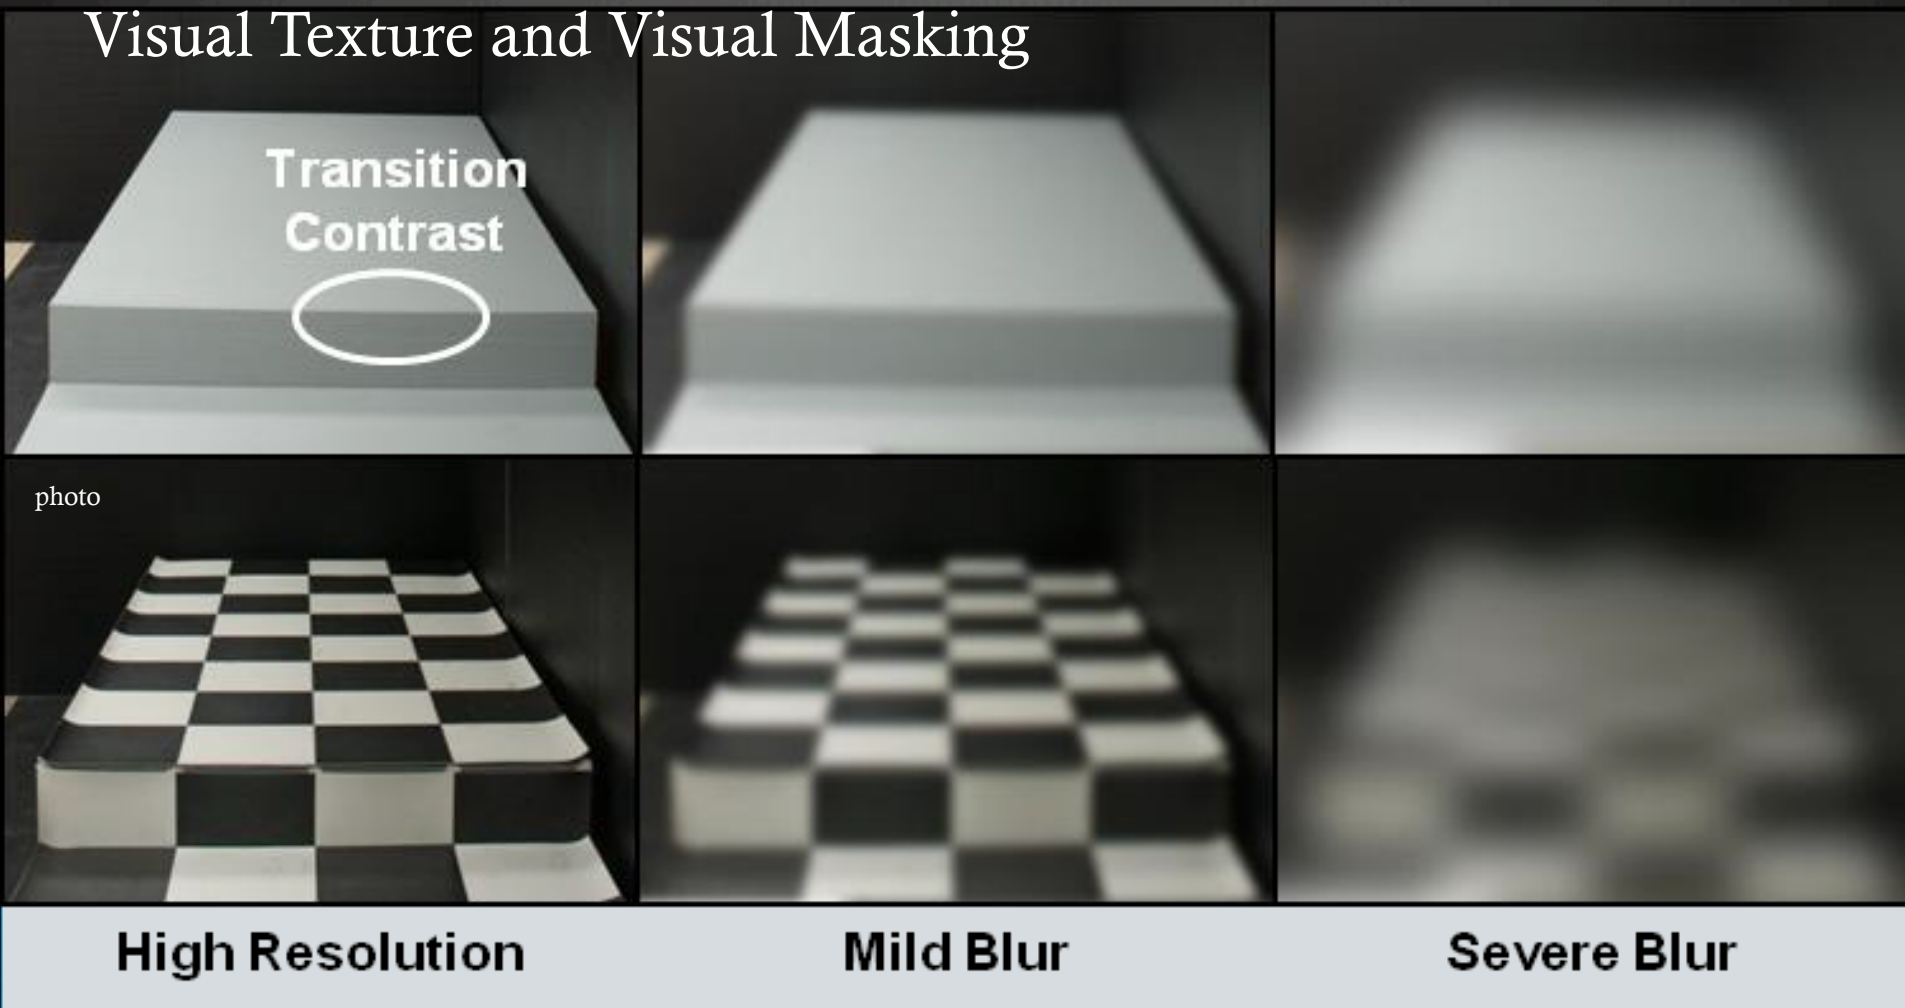 Visual Texture and Visual Masking
Transition
Contrast
photo
High Resolution
Mild Blur
Severe Blur